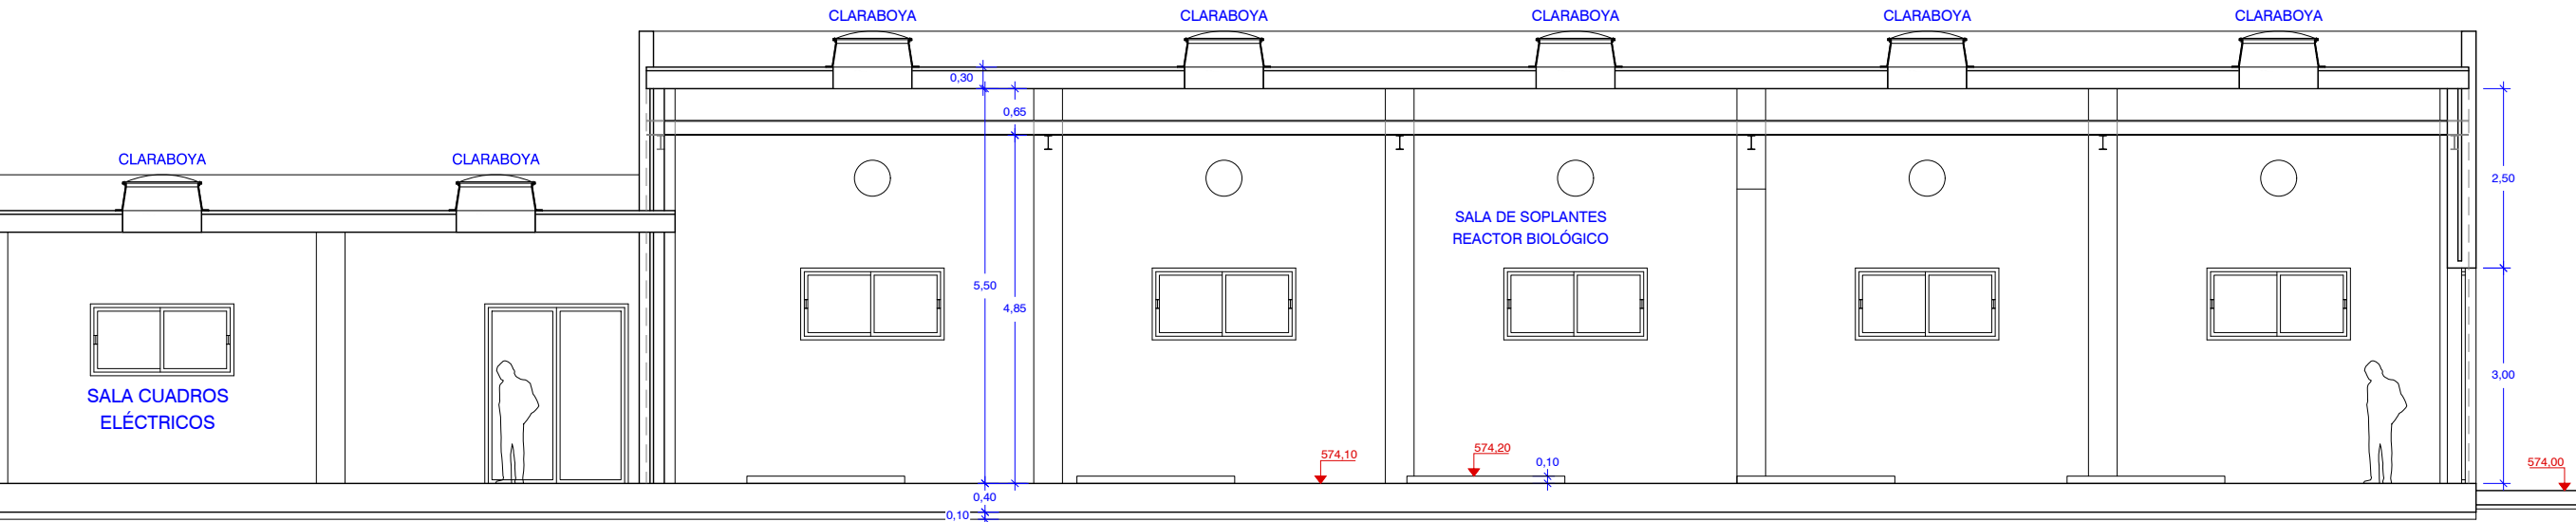 CLARABOYA
CLARABOYA
CLARABOYA
CLARABOYA
CLARABOYA
0,30
0,65
CLARABOYA
CLARABOYA
2,50
SALA DE SOPLANTES
REACTOR BIOLÓGICO
5,50
4,85
3,00
SALA CUADROS
ELÉCTRICOS
574,10
574,20
0,10
574,00
0,40
0,10